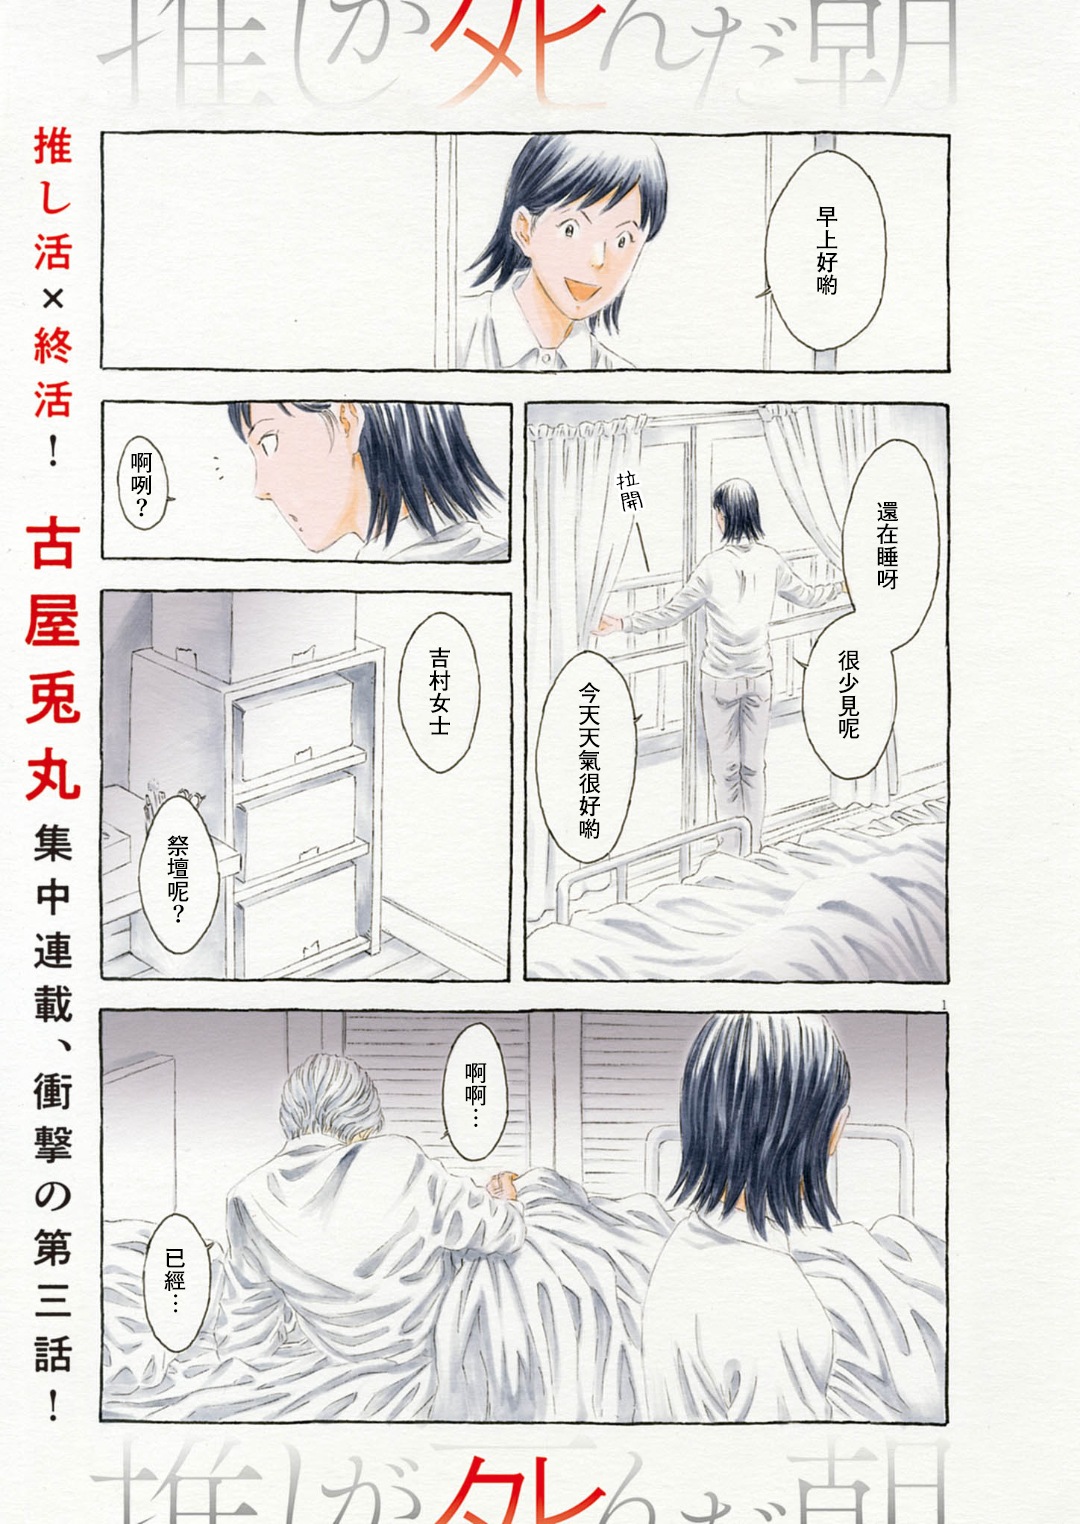 推しが死んだ朝
推し活×終活！
古屋兎丸集中連載、衝撃の第三話！
早上好喲
還在睡呀
很少見呢
拉開
今天天氣很好喲
啊咧？
吉村女士
祭壇呢？
1
啊啊…
已經…
推しが死んだ朝